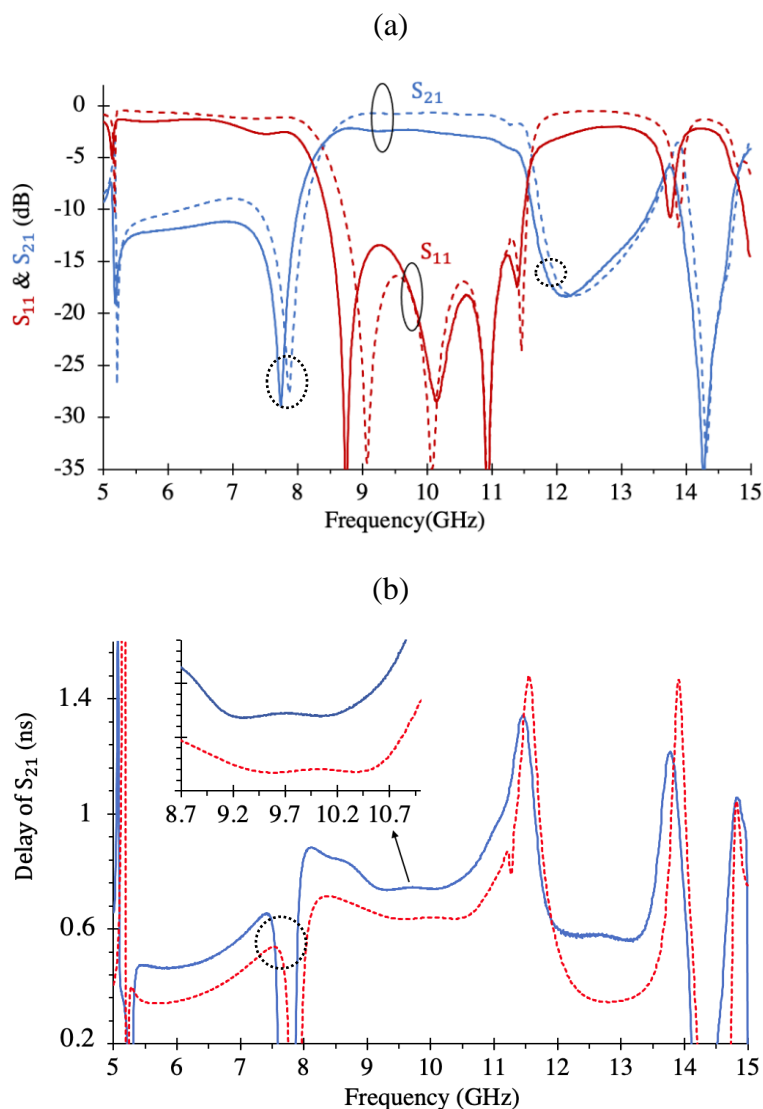 (a)
S₂₁
S₁₁
0
-5
-10
-15
-20
-25
-30
-35
S₁₁ & S₂₁ (dB)
5 6 7 8 9 10 11 12 13 14 15
Frequency(GHz)
(b)
1.4
1
0.6
0.2
Delay of S₂₁ (ns)
8.7 9.2 9.7 10.2 10.7
5 6 7 8 9 10 11 12 13 14 15
Frequency (GHz)